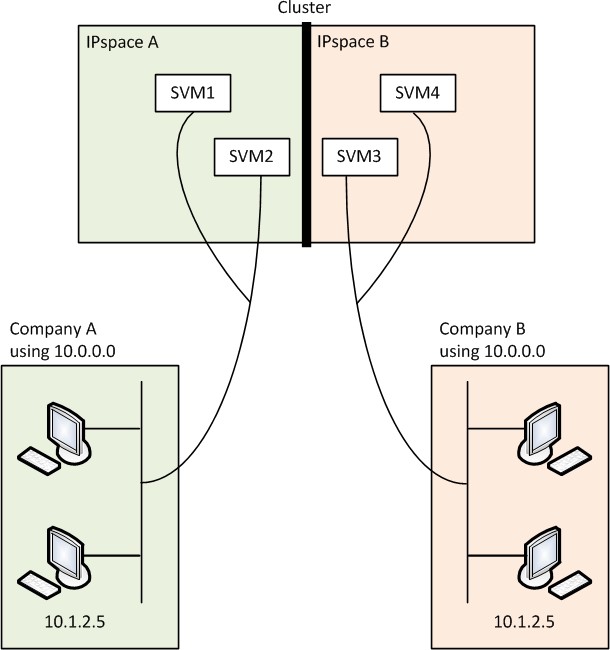 Cluster
IPspace A
IPspace B
SVM1
SVM4
SVM2
SVM3
Company A
using 10.0.0.0
Company B
using 10.0.0.0
10.1.2.5
10.1.2.5